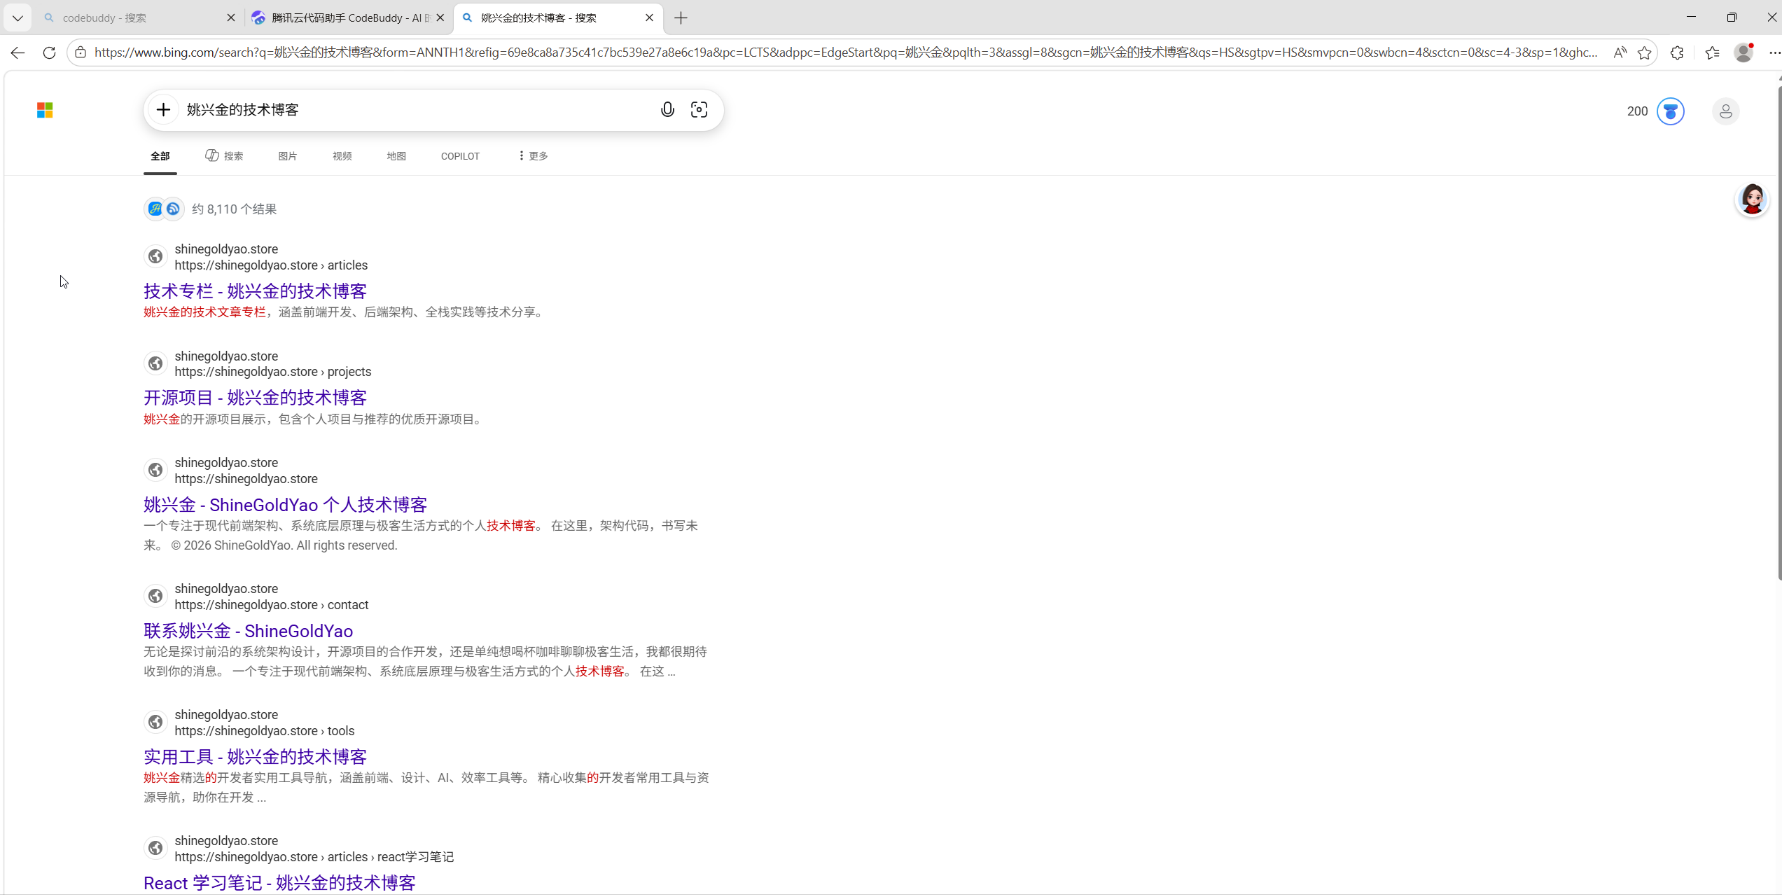 codebuddy - 搜索
腾讯云代码助手 CodeBuddy - AI
姚兴金的技术博客 - 搜索
https://www.bing.com/search?q=姚兴金的技术博客&form=ANNTH1&refig=69e8ca8a735c41c7bc539e27a8e6c19a&pc=LCTS&adppc=EdgeStart&pq=姚兴金&pqlth=3&assgl=8&sgcn=姚兴金的技术博客&qs=HS&sgtpv=HS&smvpcn=0&swbcn=4&sctcn=0&sc=4-3&sp=1&ghc...
姚兴金的技术博客
200
全部
搜索
图片
视频
地图
COPILOT
更多
约 8,110 个结果
shinegoldyao.store
https://shinegoldyao.store › articles
技术专栏 - 姚兴金的技术博客
姚兴金的技术文章专栏，涵盖前端开发、后端架构、全栈实践等技术分享。
shinegoldyao.store
https://shinegoldyao.store › projects
开源项目 - 姚兴金的技术博客
姚兴金的开源项目展示，包含个人项目与推荐的优质开源项目。
shinegoldyao.store
https://shinegoldyao.store
姚兴金 - ShineGoldYao 个人技术博客
一个专注于现代前端架构、系统底层原理与极客生活方式的个人技术博客。 在这里，架构代码，书写未
来。 © 2026 ShineGoldYao. All rights reserved.
shinegoldyao.store
https://shinegoldyao.store › contact
联系姚兴金 - ShineGoldYao
无论是探讨前沿的系统架构设计，开源项目的合作开发，还是单纯想喝杯咖啡聊聊极客生活，我都很期待
收到你的消息。 一个专注于现代前端架构、系统底层原理与极客生活方式的个人技术博客。 在这 ...
shinegoldyao.store
https://shinegoldyao.store › tools
实用工具 - 姚兴金的技术博客
姚兴金精选的开发者实用工具导航，涵盖前端、设计、AI、效率工具等。 精心收集的开发者常用工具与资
源导航，助你在开发 ...
shinegoldyao.store
https://shinegoldyao.store › articles › react学习笔记
React 学习笔记 - 姚兴金的技术博客